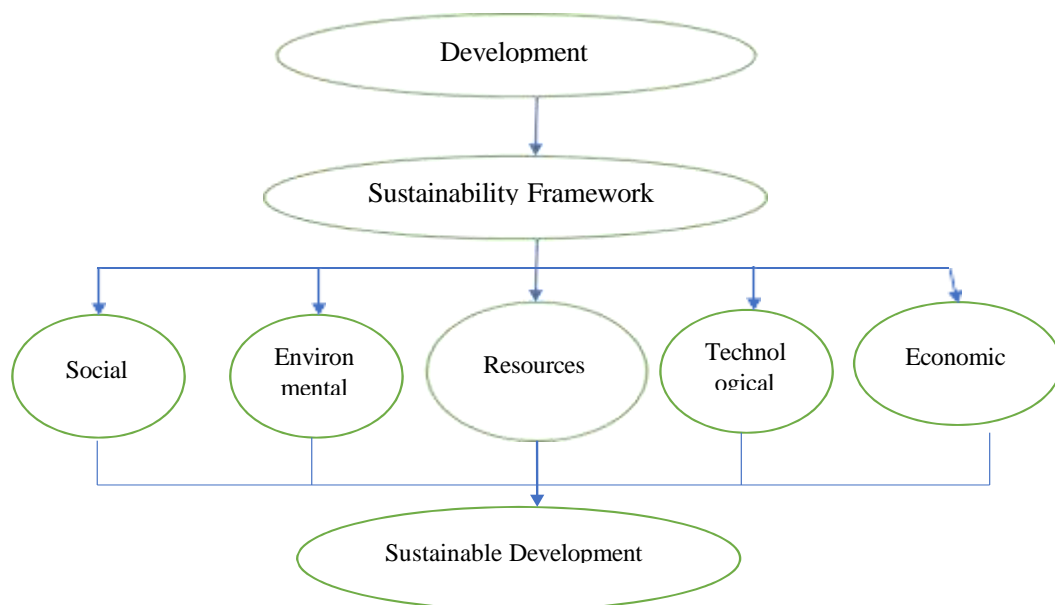 Development
Sustainability Framework
Social
Environ
mental
Resources
Technol
ogical
Economic
Sustainable Development